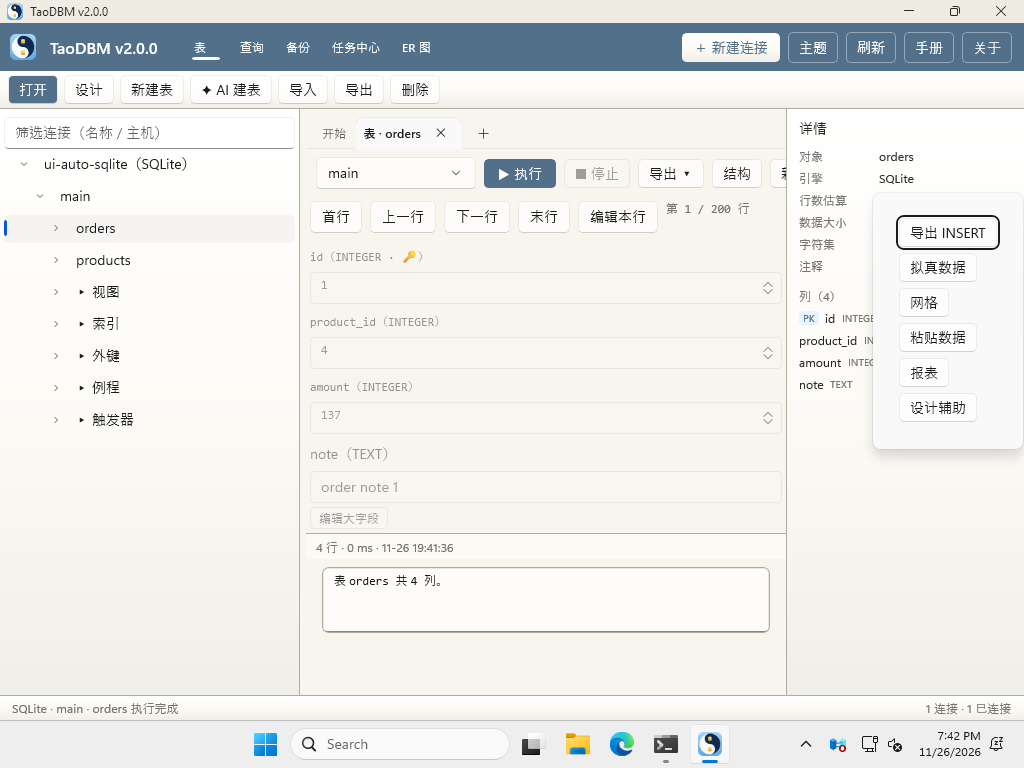 TaoDBM v2.0.0
TaoDBM v2.0.0 表 查询 备份 任务中心 ER 图 + 新建连接 主题 刷新 手册 关于
打开 设计 新建表 ✦ AI 建表 导入 导出 删除
筛选连接（名称 / 主机）
ui-auto-sqlite（SQLite）
main
orders
products
视图
索引
外键
例程
触发器
开始 表 · orders ✕ +
main ▶ 执行 ■ 停止 导出 ▾ 结构
首行 上一行 下一行 末行 编辑本行 第 1 / 200 行
id（INTEGER · 🔑）
1
product_id（INTEGER）
4
amount（INTEGER）
137
note（TEXT）
order note 1
编辑大字段
4 行 · 0 ms · 11-26 19:41:36
表 orders 共 4 列。
详情
对象 orders
引擎 SQLite
行数估算
数据大小
字符集
注释
列（4）
PK id INTEGE
product_id IN
amount INTEG
note TEXT
导出 INSERT
拟真数据
网格
粘贴数据
报表
设计辅助
SQLite · main · orders 执行完成 1 连接 · 1 已连接
Search
7:42 PM
11/26/2026